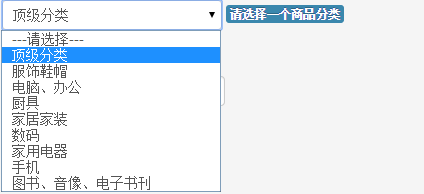 顶级分类 请选择一个商品分类
---请选择---
顶级分类
服饰鞋帽
电脑、办公
厨具
家居家装
数码
家用电器
手机
图书、音像、电子书刊